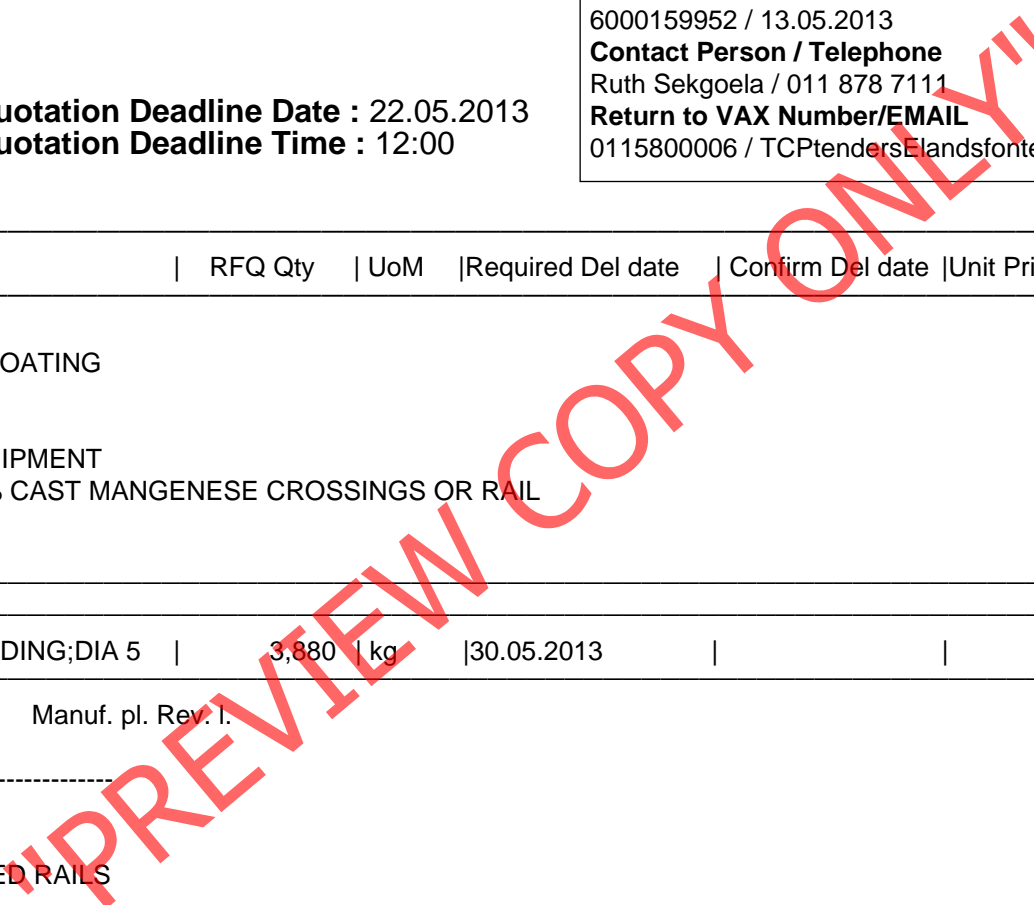 6000159952 / 13.05.2013
Contact Person / Telephone
Ruth Sekgoela / 011 878 7111
Return to VAX Number/EMAIL
0115800006 / TCPtendersElandsfonte
uotation Deadline Date : 22.05.2013
uotation Deadline Time : 12:00
| RFQ Qty | UoM |Required Del date | Confirm Del date |Unit Pri
OATING
IPMENT
CAST MANGENESE CROSSINGS OR RAIL
DING;DIA 5 | 3,880 | kg |30.05.2013 | |
Manuf. pl. Rev. l.
-------------
ED RAILS
"PREVIEW COPY ONLY"